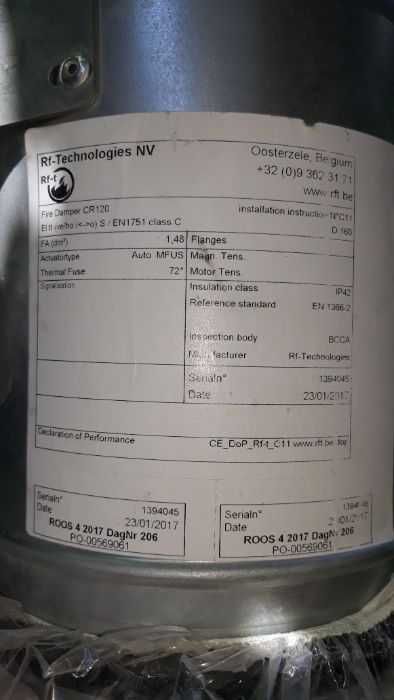 Rf-Technologies NV
Oosterzele, Belgium
+32 (0)9 362 31 71
www.rft.be
Rf-t
Fire Damper CR120
installation instruction N°C11
EI tt (ve/ho i<->o) S / EN1751 class C
D 160
FA (dm²) 1,48 Flanges
Actuatortype Auto MFUS Magn. Tens.
Thermal Fuse 72° Motor Tens.
Signalisation
Insulation class IP42
Reference standard EN 1366-2
Inspection body BCCA
Manufacturer Rf-Technologies
Serialn° 1394045
Date 23/01/2017
Declaration of Performance CE_DoP_Rf-t_C11 www.rft.be
Serialn° 1394045
Date 23/01/2017
ROOS 4 2017 DagNr 206
PO-00569061
Serialn°
Date
ROOS 4 2017 DagNr 206
PO-00569061